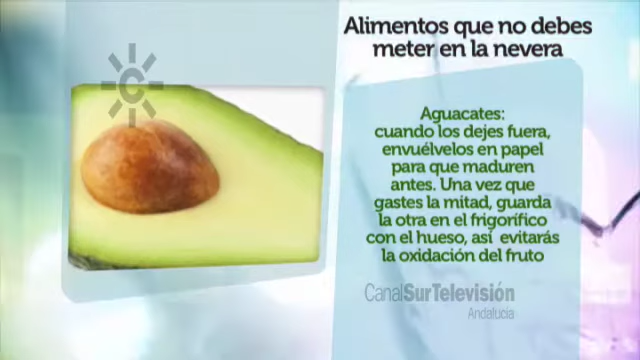 Alimentos que no debes
meter en la nevera
Aguacates:
cuando los dejes fuera,
envuélvelos en papel
para que maduren
antes. Una vez que
gastes la mitad, guarda
la otra en el frigorífico
con el hueso, así evitarás
la oxidación del fruto
CanalSurTelevisión
Andalucía